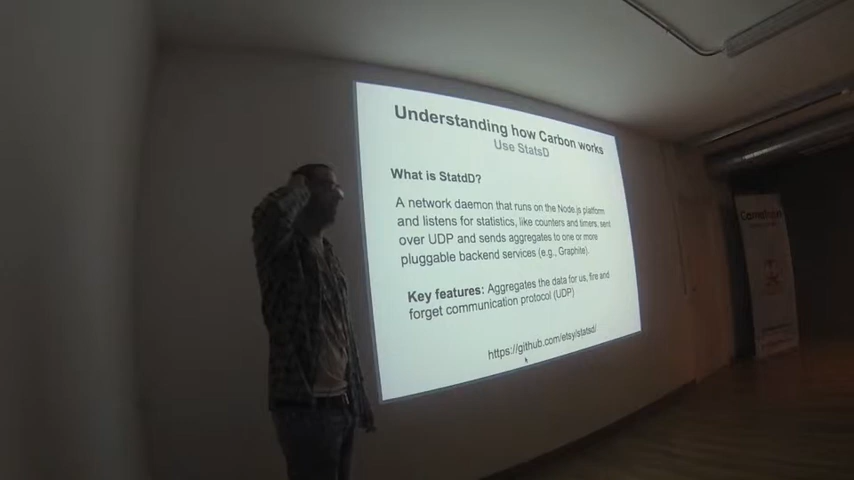 Understanding how Carbon works
Use StatsD
What is StatdD?
A network daemon that runs on the Node.js platform
and listens for statistics, like counters and timers, sent
over UDP and sends aggregates to one or more
pluggable backend services (e.g., Graphite).
Key features: Aggregates the data for us, fire and
forget communication protocol (UDP)
https://github.com/etsy/statsd/